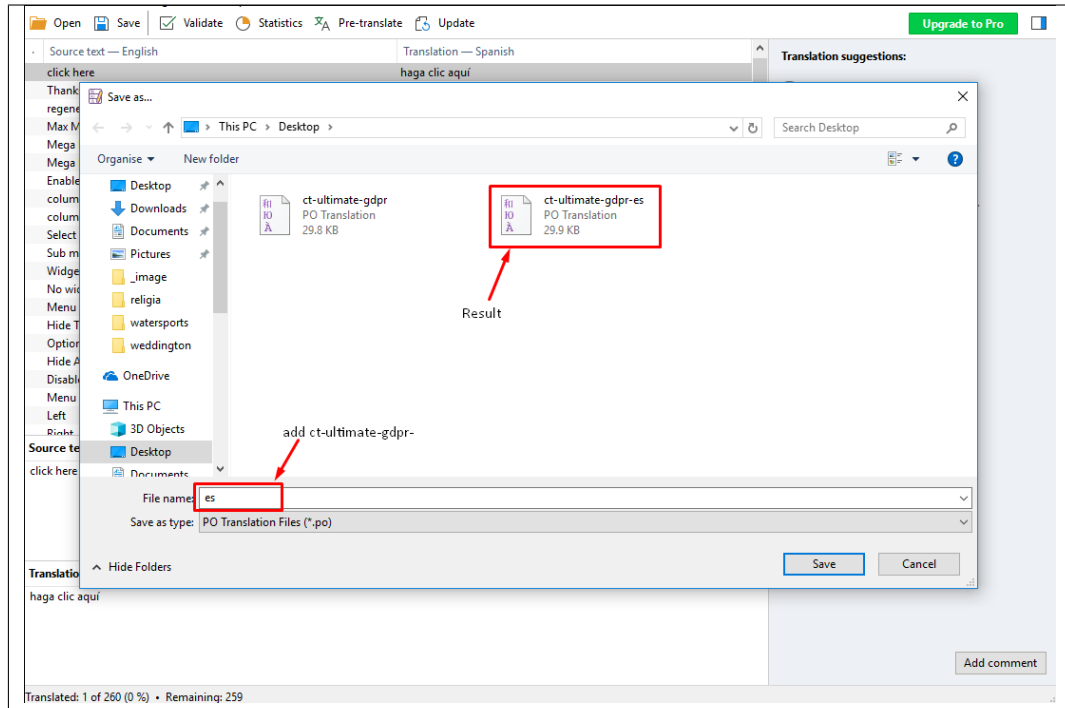 Open Save Validate Statistics Pre-translate Update Upgrade to Pro
Source text — English Translation — Spanish
Translation suggestions:
click here haga clic aquí
Thank
regene
Max M
Mega
Mega
Enable
colum
colum
Select
Sub m
Widge
No wid
Menu
Hide T
Option
Hide A
Disable
Menu
Left
Right
Save as...
This PC > Desktop >
Search Desktop
Organise New folder
Desktop
Downloads
Documents
Pictures
_image
religia
watersports
weddington
OneDrive
This PC
3D Objects
Desktop
Documents
ct-ultimate-gdpr
PO Translation
29.8 KB
ct-ultimate-gdpr-es
PO Translation
29.9 KB
Result
add ct-ultimate-gdpr-
File name: es
Save as type: PO Translation Files (*.po)
Hide Folders
Save Cancel
Source te
click here
Translatio
haga clic aquí
Add comment
Translated: 1 of 260 (0 %) • Remaining: 259